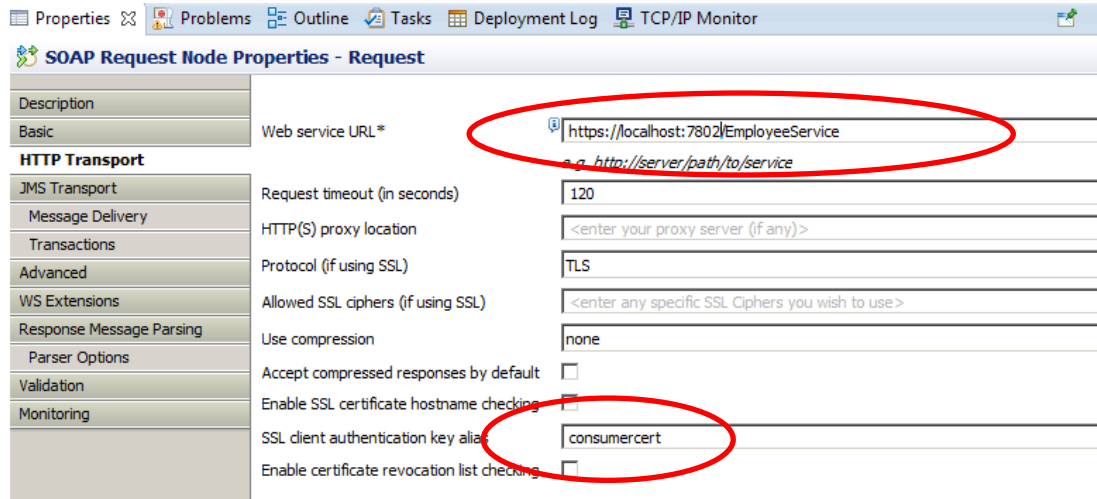 Properties Problems Outline Tasks Deployment Log TCP/IP Monitor
SOAP Request Node Properties - Request
Description
Basic
HTTP Transport
JMS Transport
Message Delivery
Transactions
Advanced
WS Extensions
Response Message Parsing
Parser Options
Validation
Monitoring
Web service URL* https://localhost:7802/EmployeeService
e.g. http://server/path/to/service
Request timeout (in seconds) 120
HTTP(S) proxy location <enter your proxy server (if any)>
Protocol (if using SSL) TLS
Allowed SSL ciphers (if using SSL) <enter any specific SSL Ciphers you wish to use>
Use compression none
Accept compressed responses by default
Enable SSL certificate hostname checking
SSL client authentication key alias consumercert
Enable certificate revocation list checking